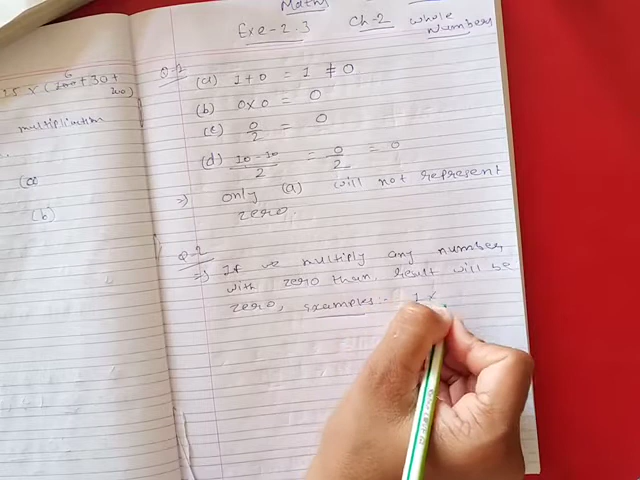 Maths
Exe-2.3 Ch-2 whole Numbers
25 x (
multiplication
(a
(b)
Q-1
(a) 1+0 = 1 ≠ 0
(b) 0x0 = 0
(c) 0/2 = 0
(d) 10-10/2 = 0/2 = 0
=> only (a) will not represent
zero
Q-2
=> If we multiply any number
with zero than, result will be
zero, examples:- 1x